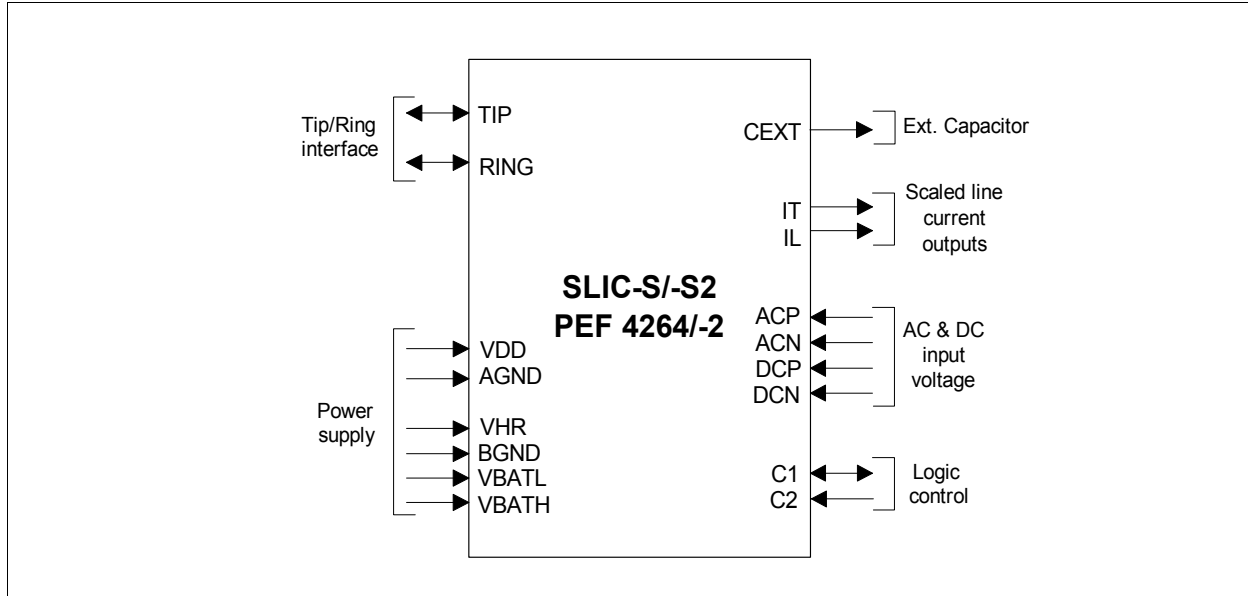 Tip/Ring
interface
TIP
RING
Power
supply
VDD
AGND
VHR
BGND
VBATL
VBATH
SLIC-S/-S2
PEF 4264/-2
CEXT
Ext. Capacitor
IT
IL
Scaled line
current
outputs
ACP
ACN
DCP
DCN
AC & DC
input
voltage
C1
C2
Logic
control